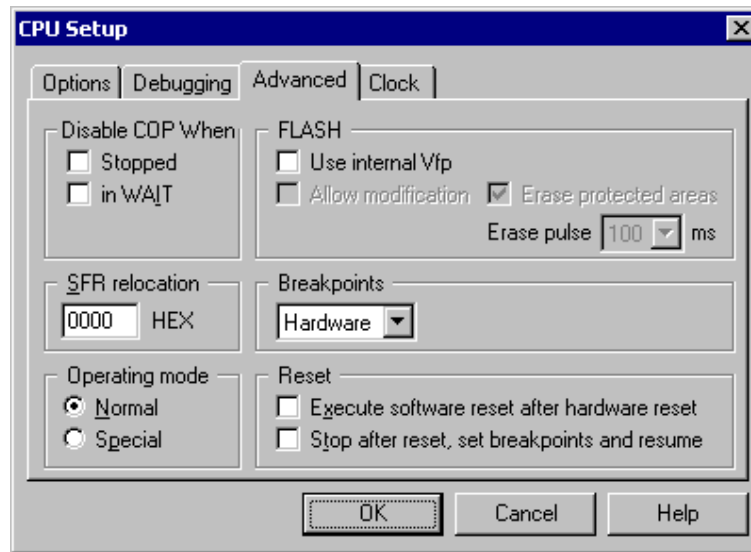 CPU Setup
Options Debugging Advanced Clock
Disable COP When
Stopped
in WAIT
FLASH
Use internal Vfp
Allow modification Erase protected areas
Erase pulse 100 ms
SFR relocation
0000 HEX
Breakpoints
Hardware
Operating mode
Normal
Special
Reset
Execute software reset after hardware reset
Stop after reset, set breakpoints and resume
OK Cancel Help